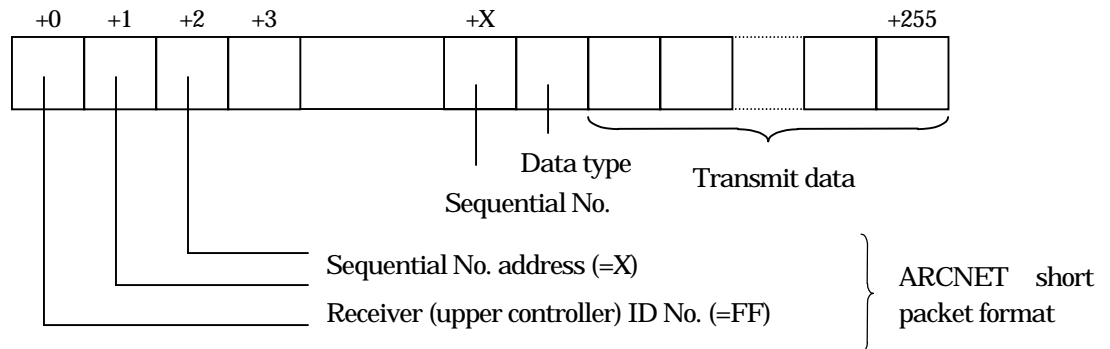 +0 +1 +2 +3 +X +255
Data type
Transmit data
Sequential No.
Sequential No. address (=X)
Receiver (upper controller) ID No. (=FF)
ARCNET short
packet format